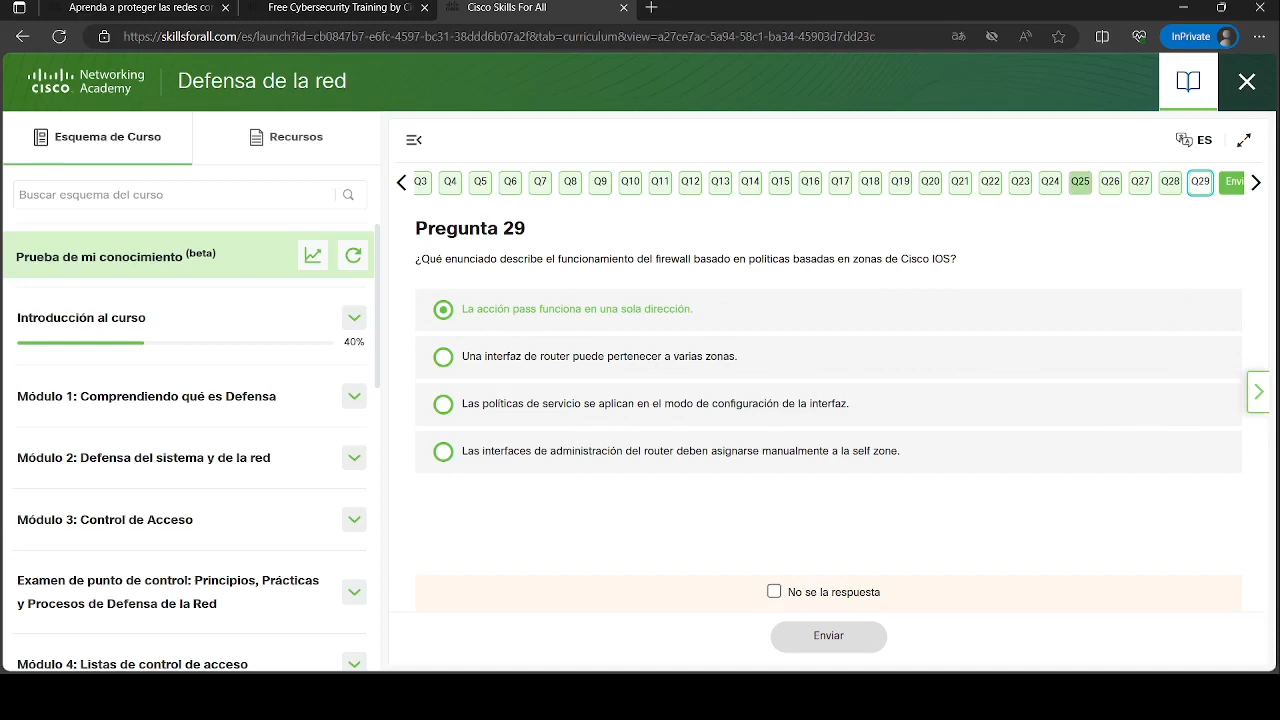 Aprenda a proteger las redes cor
Free Cybersecurity Training by Ci
Cisco Skills For All
https://skillsforall.com/es/launch?id=cb0847b7-e6fc-4597-bc31-38dd6b07a2f8&tab=curriculum&view=a27ce7ac-5a94-58c1-ba34-45903d7dd23c
InPrivate
CISCO
Networking
Academy
Defensa de la red
Esquema de Curso
Recursos
ES
Buscar esquema del curso
Q3 Q4 Q5 Q6 Q7 Q8 Q9 Q10 Q11 Q12 Q13 Q14 Q15 Q16 Q17 Q18 Q19 Q20 Q21 Q22 Q23 Q24 Q25 Q26 Q27 Q28 Q29 Envi
Prueba de mi conocimiento (beta)
Introducción al curso
40%
Módulo 1: Comprendiendo qué es Defensa
Módulo 2: Defensa del sistema y de la red
Módulo 3: Control de Acceso
Examen de punto de control: Principios, Prácticas
y Procesos de Defensa de la Red
Módulo 4: Listas de control de acceso
Pregunta 29
¿Qué enunciado describe el funcionamiento del firewall basado en políticas basadas en zonas de Cisco IOS?
La acción pass funciona en una sola dirección.
Una interfaz de router puede pertenecer a varias zonas.
Las políticas de servicio se aplican en el modo de configuración de la interfaz.
Las interfaces de administración del router deben asignarse manualmente a la self zone.
No se la respuesta
Enviar